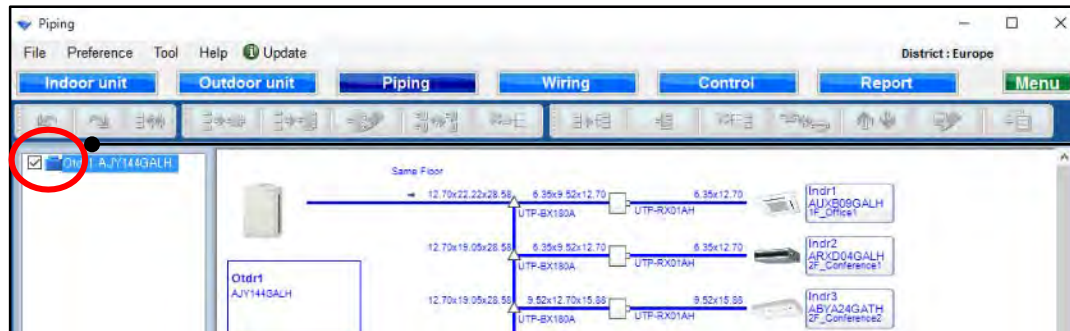 Piping
File Preference Tool Help Update
District : Europe
Indoor unit Outdoor unit Piping Wiring Control Report Menu
Otdr1 AJY144GALH
Same Floor
12.70x22.22x28.58 6.35x9.52x12.70 6.35x12.70
UTP-BX180A UTP-RX01AH
Indr1
AUXB09GALH
1F_Office1
12.70x19.05x28.58 6.35x9.52x12.70 6.35x12.70
UTP-BX180A UTP-RX01AH
Indr2
ARXD04GALH
2F_Conference1
Otdr1
AJY144GALH
12.70x19.05x28.58 9.52x12.70x15.88 9.52x15.88
UTP-BX180A UTP-RX01AH
Indr3
ABYA24GATH
2F_Conference2